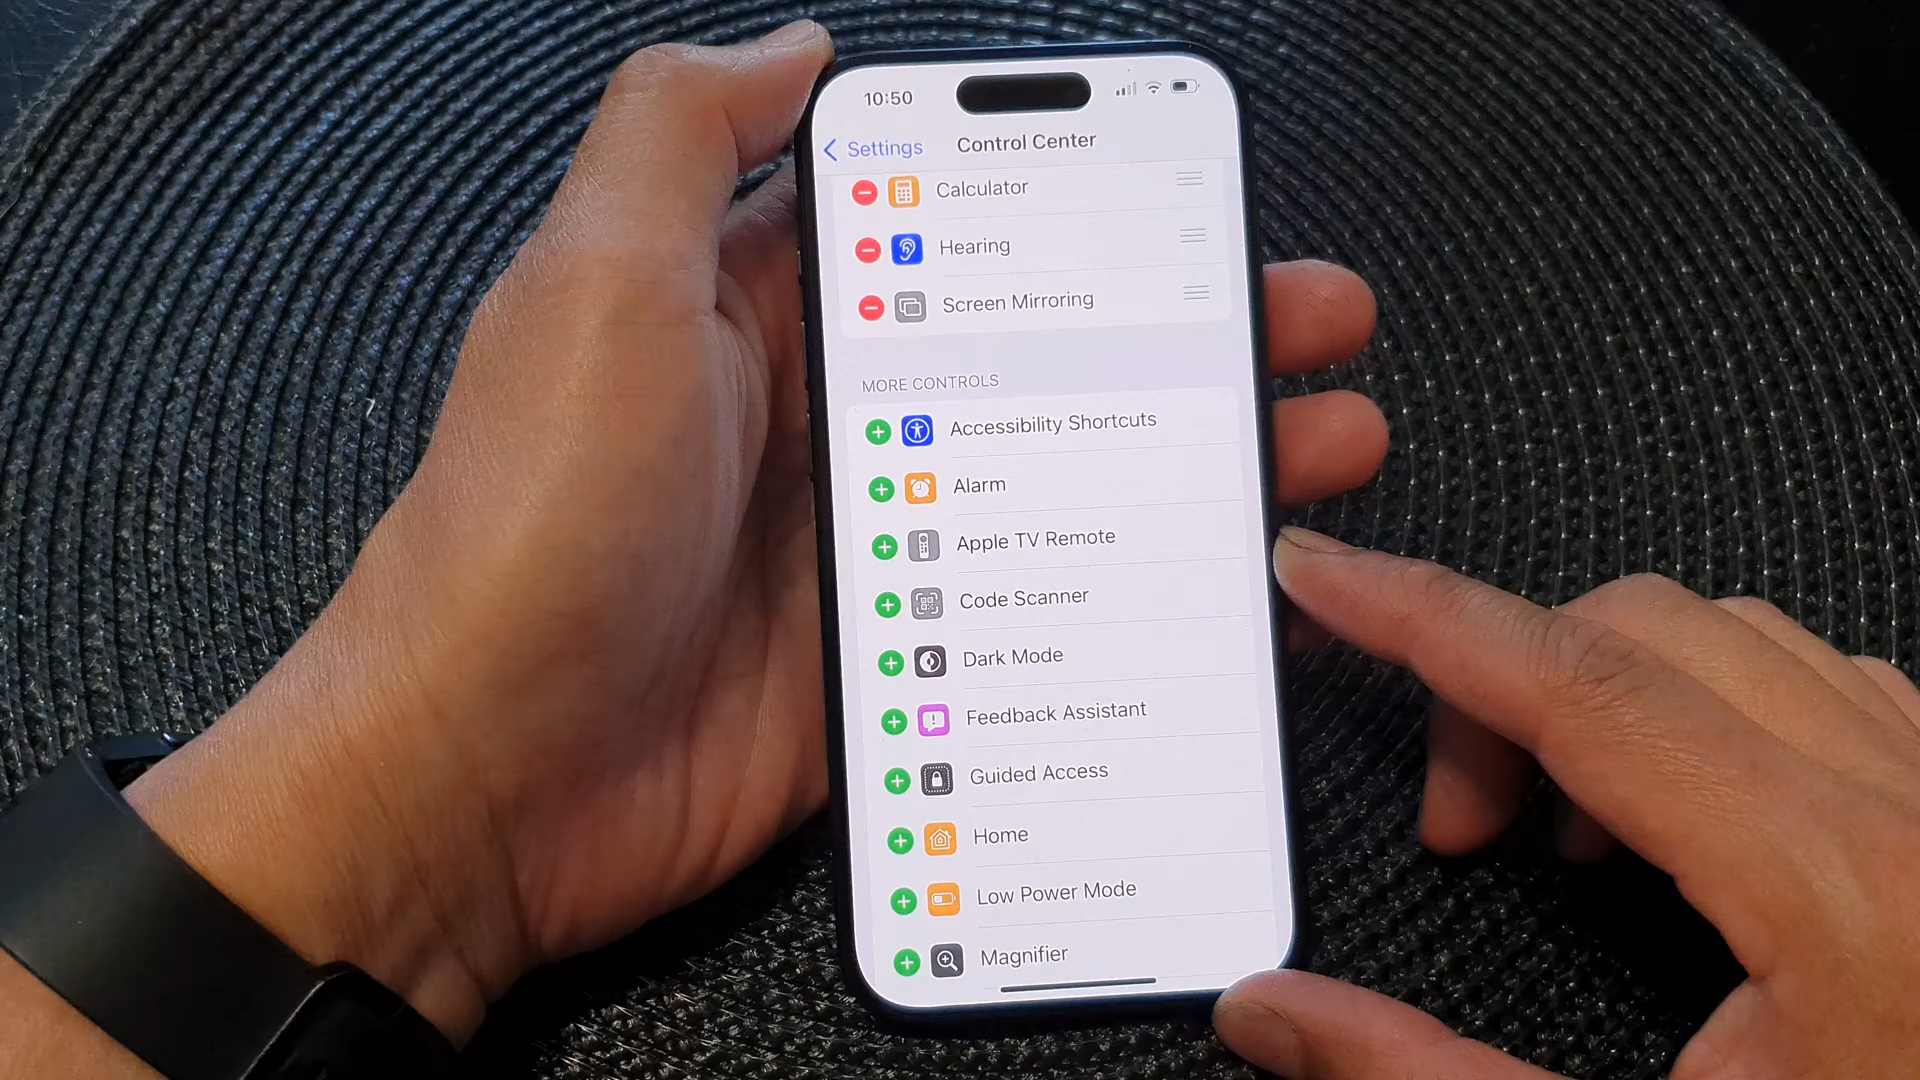 10:50
Settings
Control Center
Calculator
Hearing
Screen Mirroring
MORE CONTROLS
Accessibility Shortcuts
Alarm
Apple TV Remote
Code Scanner
Dark Mode
Feedback Assistant
Guided Access
Home
Low Power Mode
Magnifier